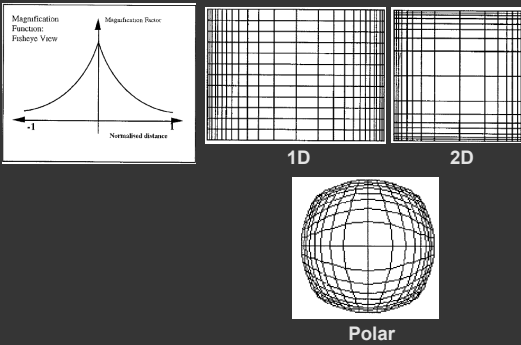 Magnification
Function:
Fisheye View
Magnification Factor
-1
1
Normalised distance
1D
2D
Polar